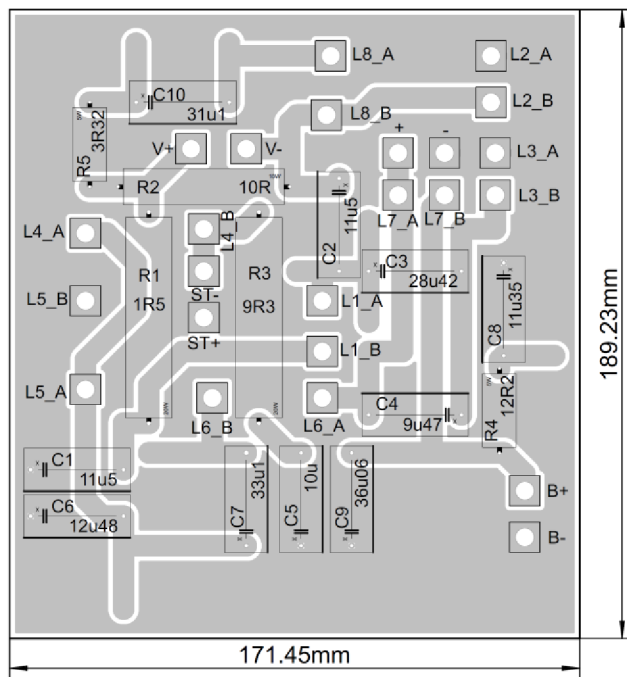 L8_A
L2_A
C10
31u1
L2_B
L8_B
3R32
R5
+
-
V+
V-
L3_A
R2
10R
11u5
C2
L3_B
L7_A
L7_B
L4_A
L4_B
R1
1R5
R3
9R3
ST-
ST+
C3
28u42
L5_B
L1_A
C8
11u35
L1_B
L5_A
L6_B
L6_A
C4
9u47
R4
12R2
C1
11u5
C7
33u1
C5
10u
C9
36u06
B+
C6
12u48
B-
189.23mm
171.45mm